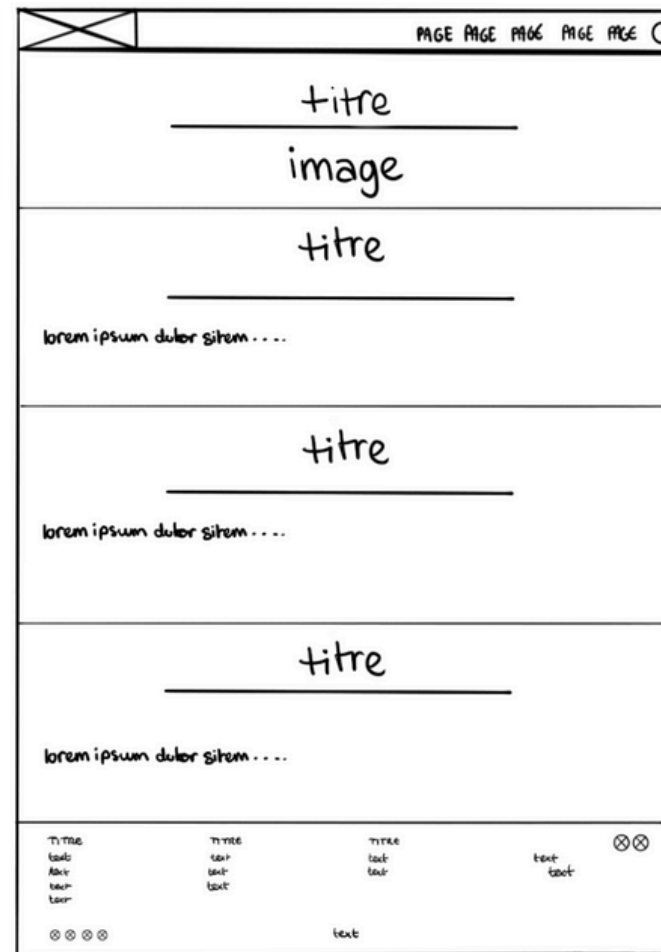 PAGE PAGE PAGE PAGE PAGE
titre
image
titre
lorem ipsum dulor sitem ....
titre
lorem ipsum dulor sitem ....
titre
lorem ipsum dulor sitem ....
TITRE TITRE TITRE
text text text text
text text text text
text text
text
text